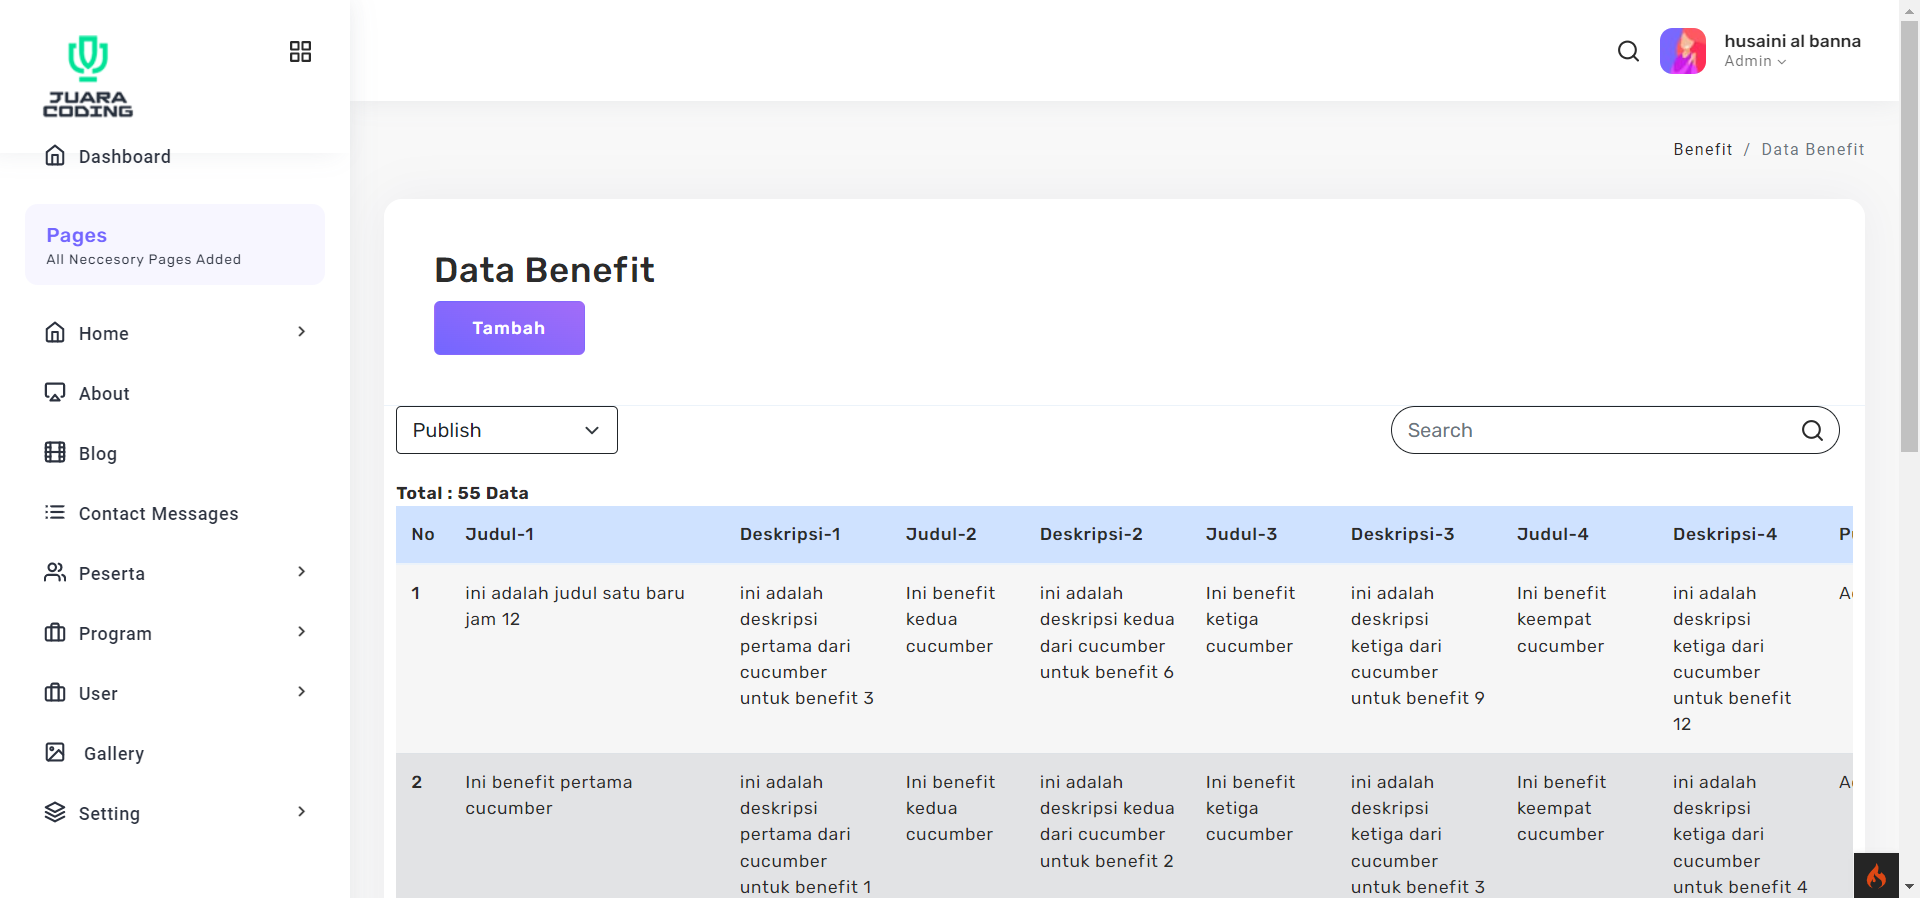 JUARA
CODING
husaini al banna
Admin
Dashboard
Benefit / Data Benefit
Pages
All Neccesory Pages Added
Home
About
Blog
Contact Messages
Peserta
Program
User
Gallery
Setting
Data Benefit
Tambah
Publish
Search
Total : 55 Data
No Judul-1 Deskripsi-1 Judul-2 Deskripsi-2 Judul-3 Deskripsi-3 Judul-4 Deskripsi-4
1 ini adalah judul satu baru ini adalah Ini benefit ini adalah Ini benefit ini adalah Ini benefit ini adalah
jam 12 deskripsi kedua deskripsi kedua ketiga deskripsi keempat deskripsi
pertama dari cucumber dari cucumber cucumber ketiga dari cucumber ketiga dari
cucumber untuk benefit 6 cucumber cucumber
untuk benefit 3 untuk benefit 9 untuk benefit
12
2 Ini benefit pertama ini adalah Ini benefit ini adalah Ini benefit ini adalah Ini benefit ini adalah
cucumber deskripsi kedua deskripsi kedua ketiga deskripsi keempat deskripsi
pertama dari cucumber dari cucumber cucumber ketiga dari cucumber ketiga dari
cucumber untuk benefit 2 cucumber cucumber
untuk benefit 1 untuk benefit 3 untuk benefit 4